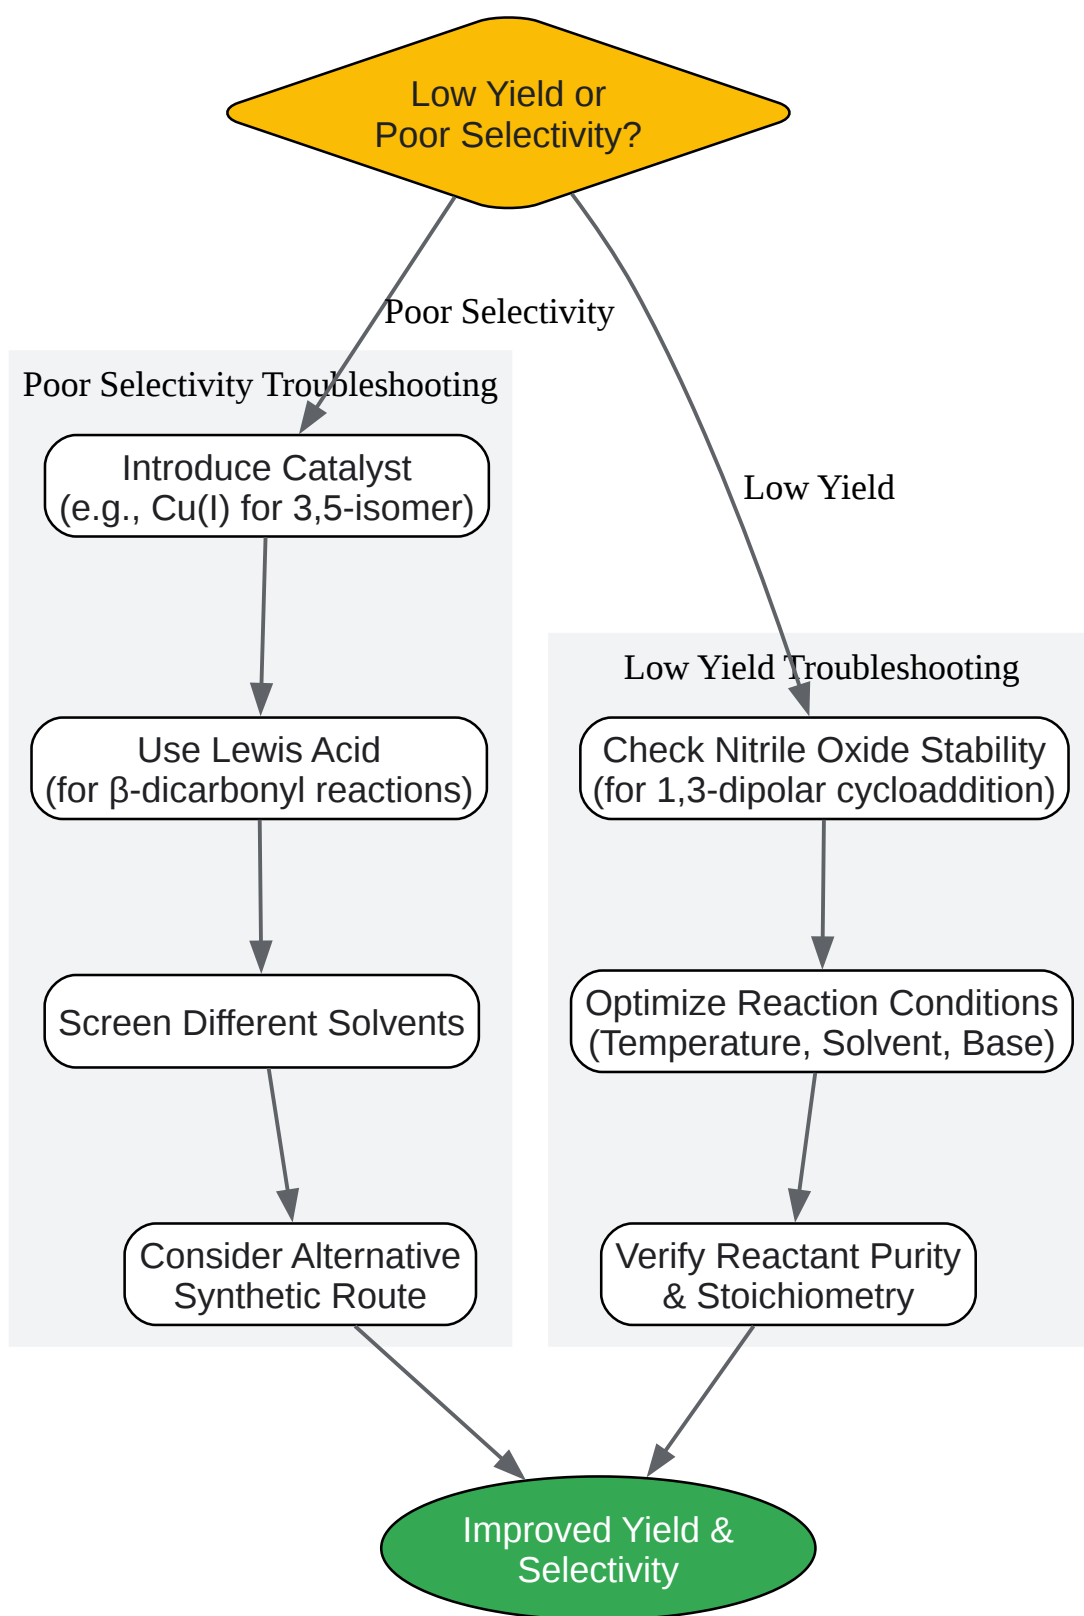 Low Yield or
Poor Selectivity?
Poor Selectivity
Poor Selectivity Troubleshooting
Introduce Catalyst
(e.g., Cu(I) for 3,5-isomer)
Use Lewis Acid
(for β-dicarbonyl reactions)
Screen Different Solvents
Consider Alternative
Synthetic Route
Low Yield
Low Yield Troubleshooting
Check Nitrile Oxide Stability
(for 1,3-dipolar cycloaddition)
Optimize Reaction Conditions
(Temperature, Solvent, Base)
Verify Reactant Purity
& Stoichiometry
Improved Yield &
Selectivity